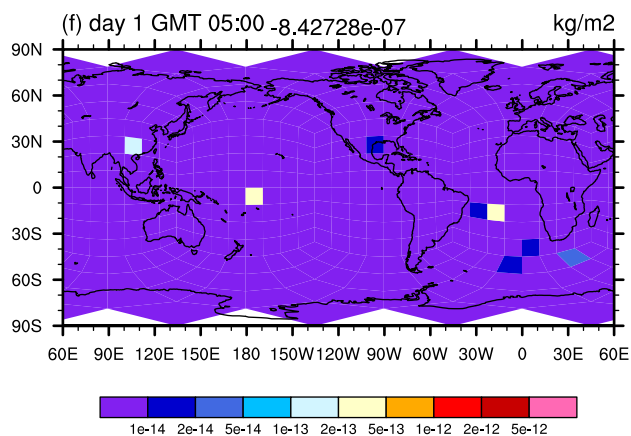 (f) day 1 GMT 05:00 -8.42728e-07 kg/m2
90N
60N
30N
0
30S
60S
90S
60E 90E 120E 150E 180 150W 120W 90W 60W 30W 0 30E 60E
1e-14 2e-14 5e-14 1e-13 2e-13 5e-13 1e-12 2e-12 5e-12